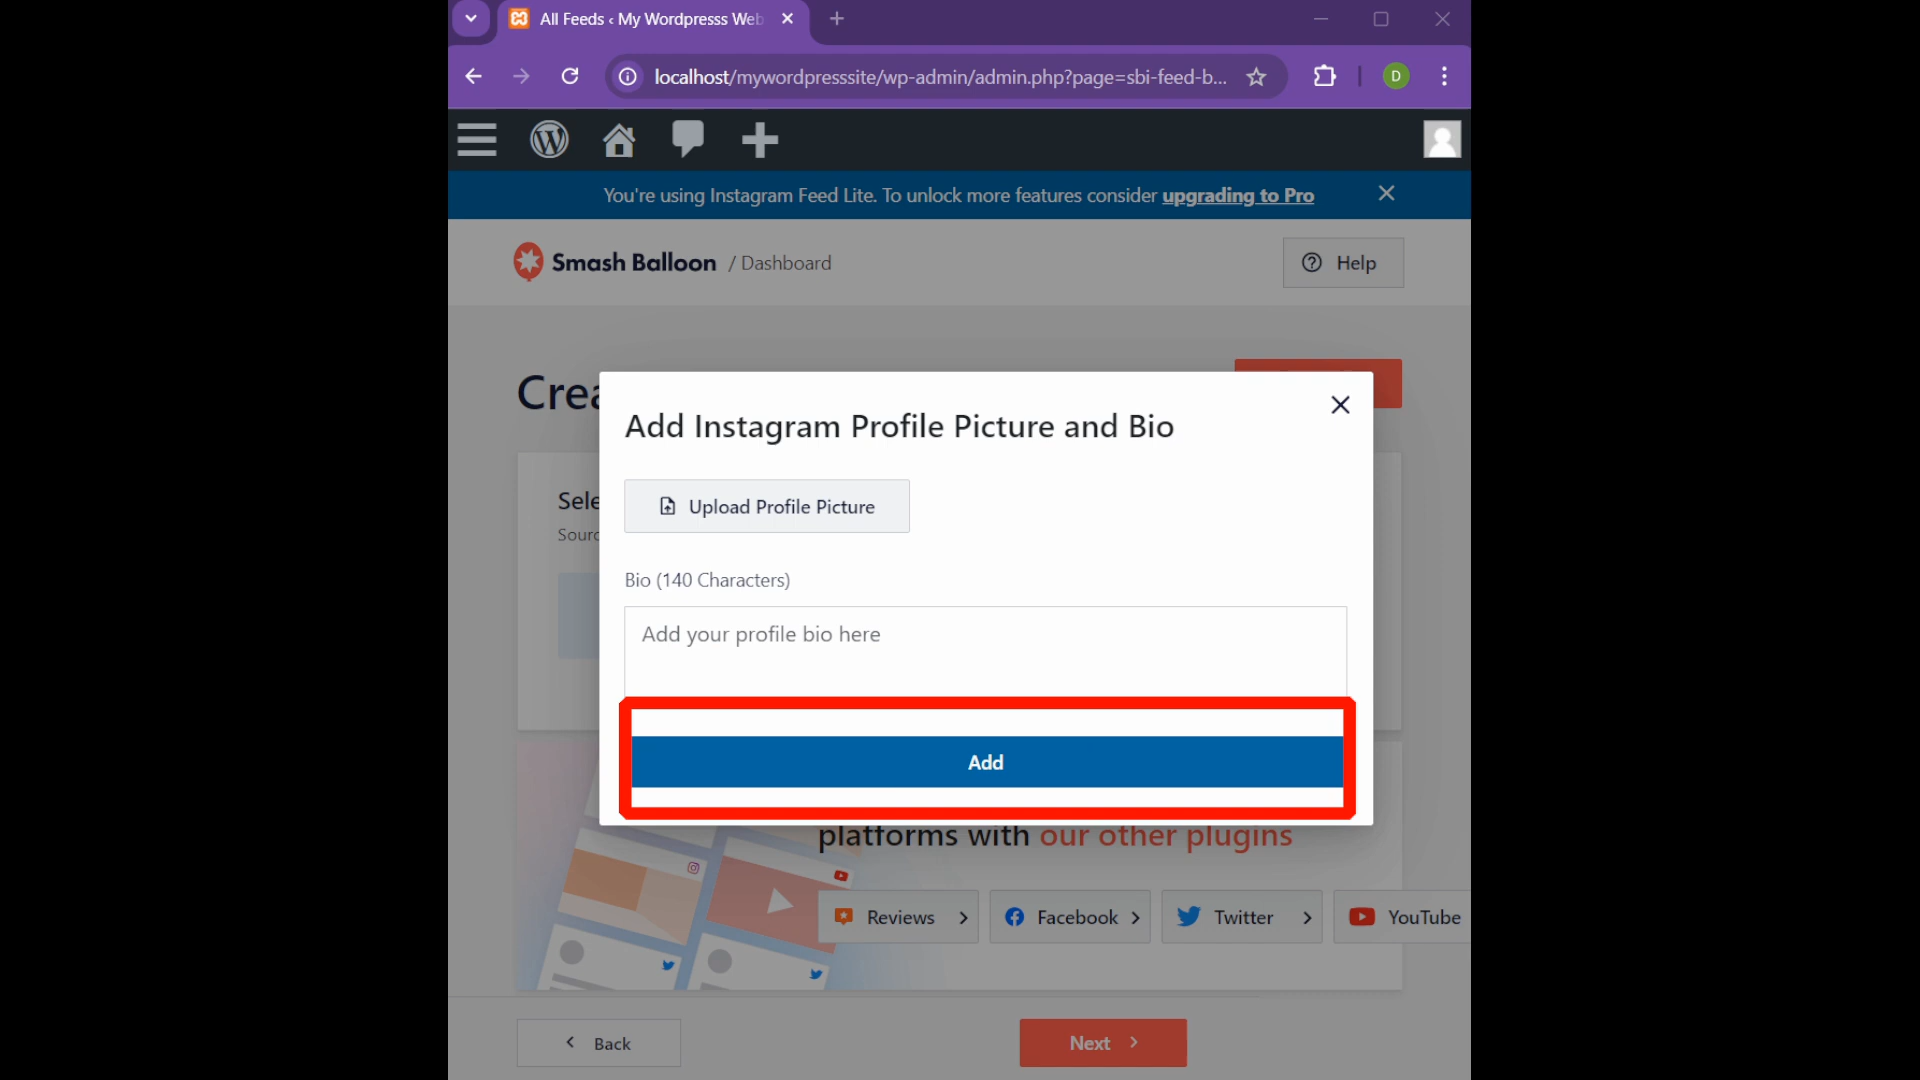 All Feeds ‹ My Wordpresss Web
localhost/mywordpresssite/wp-admin/admin.php?page=sbi-feed-b...
D
You're using Instagram Feed Lite. To unlock more features consider upgrading to Pro
Smash Balloon / Dashboard
Help
Crea
Add Instagram Profile Picture and Bio
Sele
Upload Profile Picture
Sourc
Bio (140 Characters)
Add your profile bio here
Add
platforms with our other plugins
Reviews
Facebook
Twitter
YouTube
Back
Next